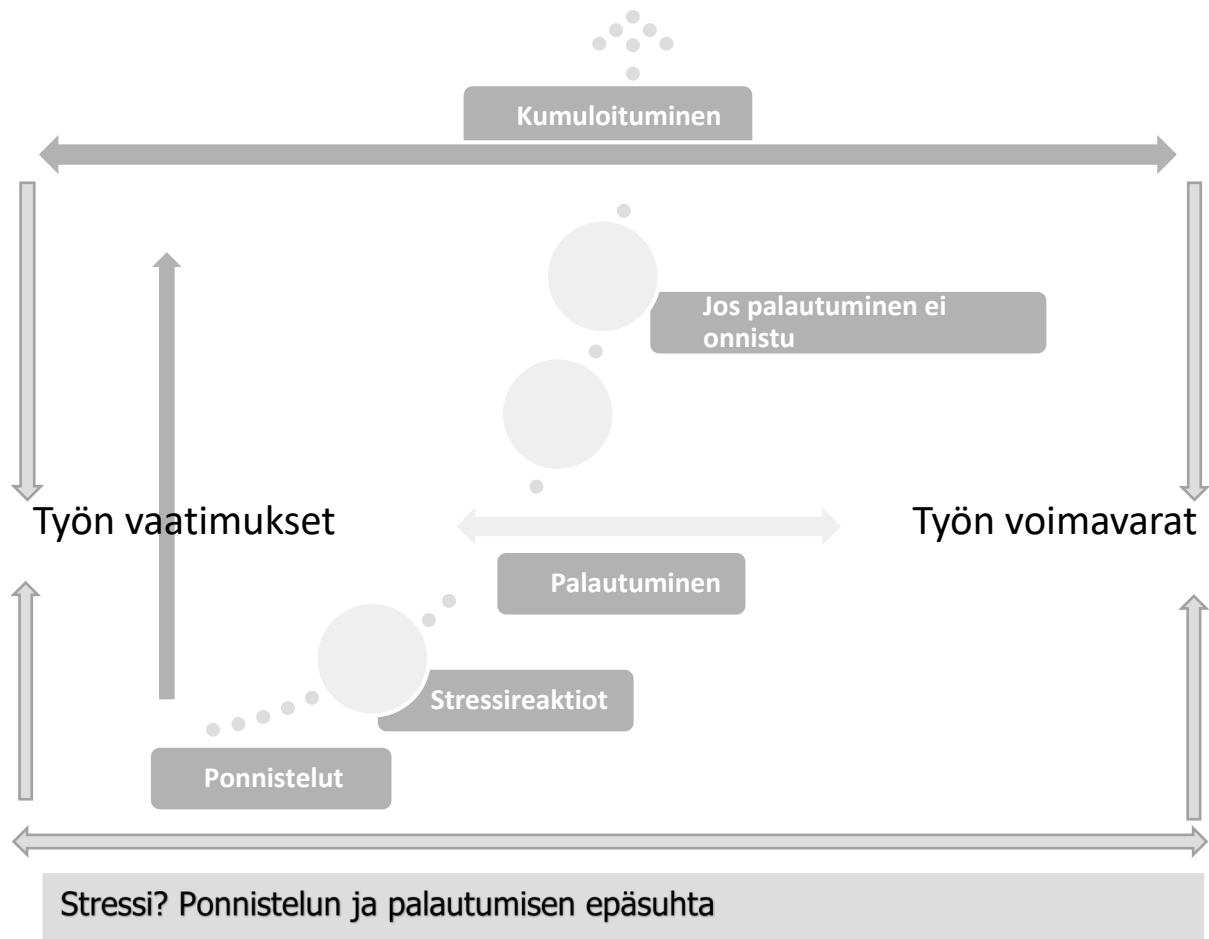 Kumuloituminen
Jos palautuminen ei
onnistu
Työn vaatimukset
Työn voimavarat
Palautuminen
Stressireaktiot
Ponnistelut
Stressi? Ponnistelun ja palautumisen epäsuhta